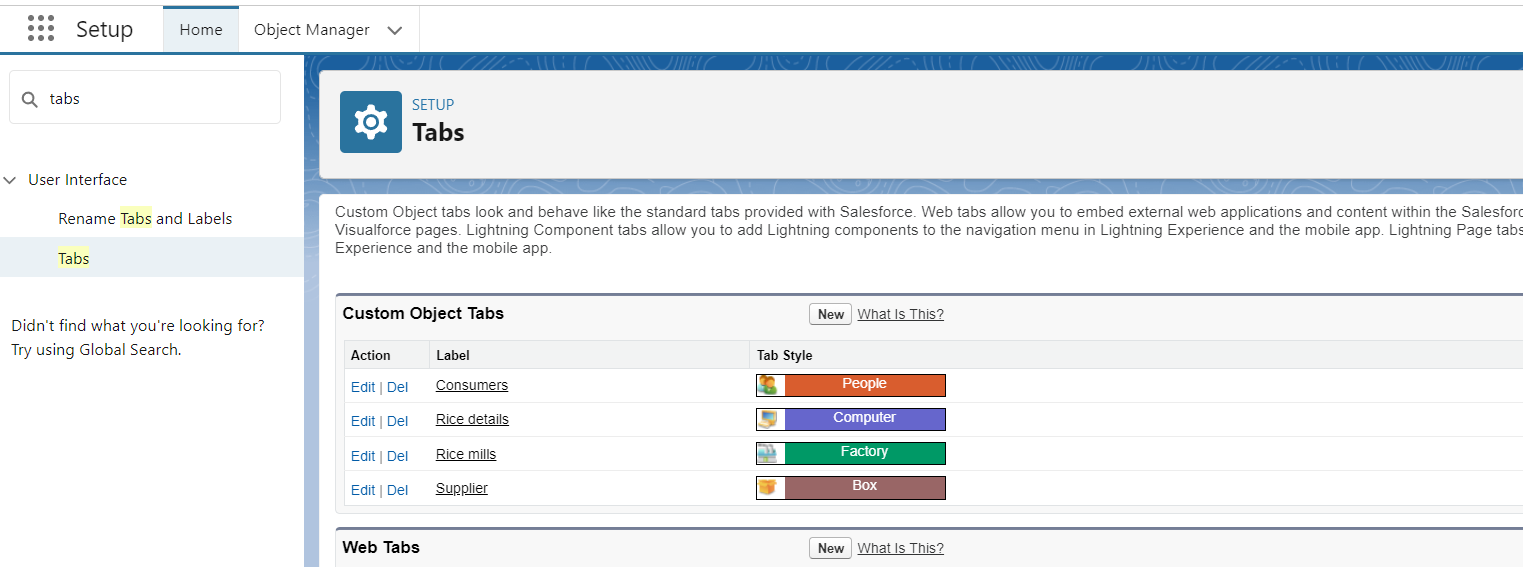 Setup
Home
Object Manager
tabs
User Interface
Rename Tabs and Labels
Tabs
Didn't find what you're looking for?
Try using Global Search.
SETUP
Tabs
Custom Object tabs look and behave like the standard tabs provided with Salesforce. Web tabs allow you to embed external web applications and content within the
Visualforce pages. Lightning Component tabs allow you to add Lightning components to the navigation menu in Lightning Experience and the mobile app. Lightning Page tabs
Experience and the mobile app.
Custom Object Tabs New What Is This?
Action Label Tab Style
Edit | Del Consumers People
Edit | Del Rice details Computer
Edit | Del Rice mills Factory
Edit | Del Supplier Box
Web Tabs New What Is This?